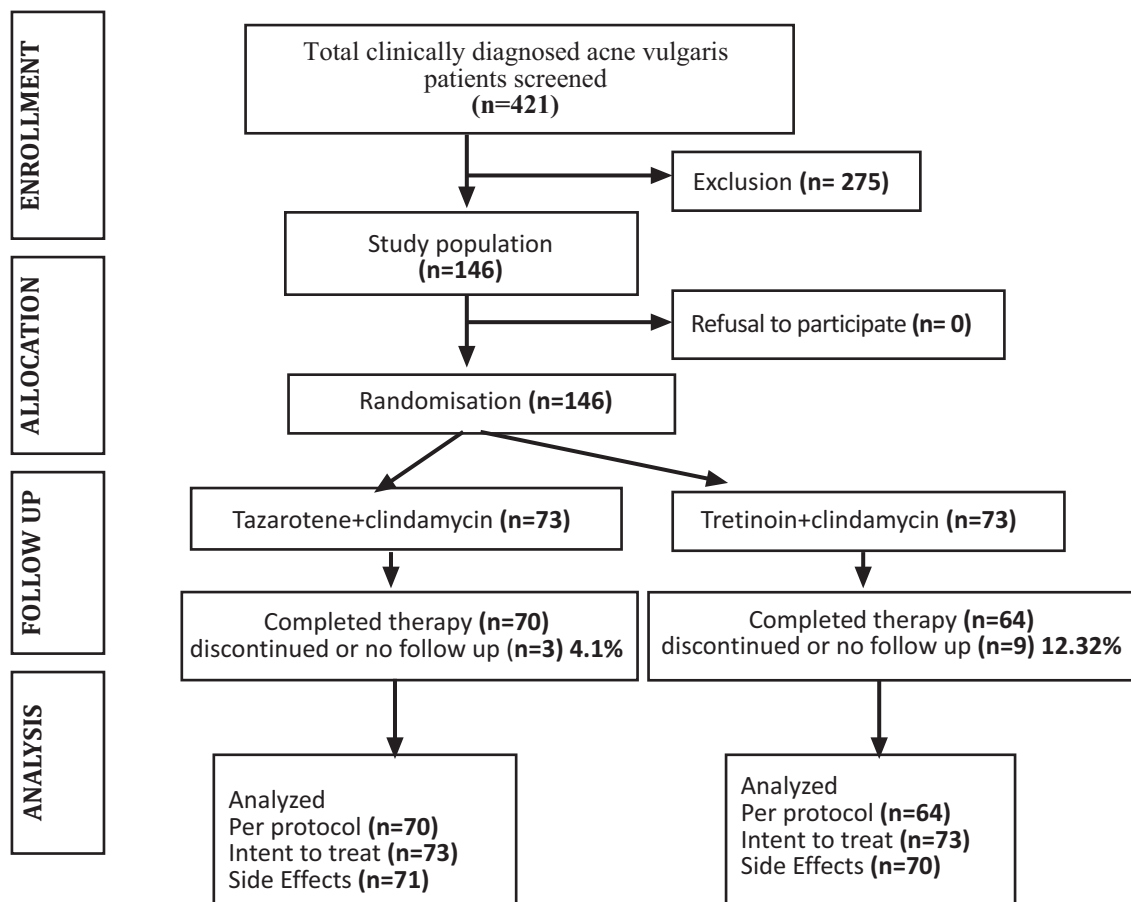 ENROLLMENT
Total clinically diagnosed acne vulgaris
patients screened
(n=421)
Exclusion (n= 275)
Study population
(n=146)
ALLOCATION
Refusal to participate (n= 0)
Randomisation (n=146)
FOLLOW UP
Tazarotene+clindamycin (n=73)
Tretinoin+clindamycin (n=73)
Completed therapy (n=70)
discontinued or no follow up (n=3) 4.1%
Completed therapy (n=64)
discontinued or no follow up (n=9) 12.32%
ANALYSIS
Analyzed
Per protocol (n=70)
Intent to treat (n=73)
Side Effects (n=71)
Analyzed
Per protocol (n=64)
Intent to treat (n=73)
Side Effects (n=70)